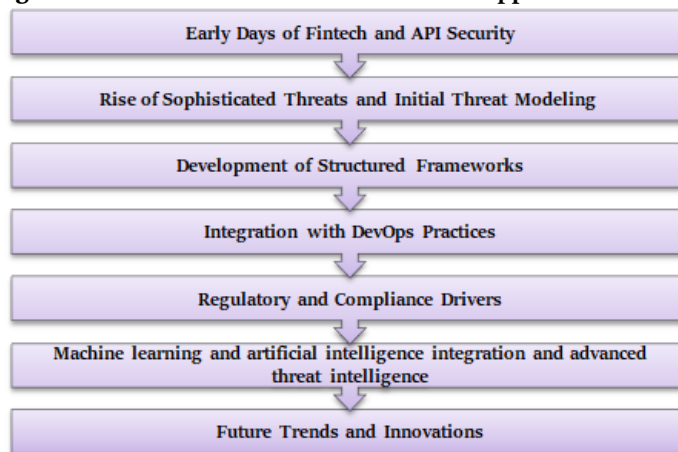 Early Days of Fintech and API Security
Rise of Sophisticated Threats and Initial Threat Modeling
Development of Structured Frameworks
Integration with DevOps Practices
Regulatory and Compliance Drivers
Machine learning and artificial intelligence integration and advanced
threat intelligence
Future Trends and Innovations